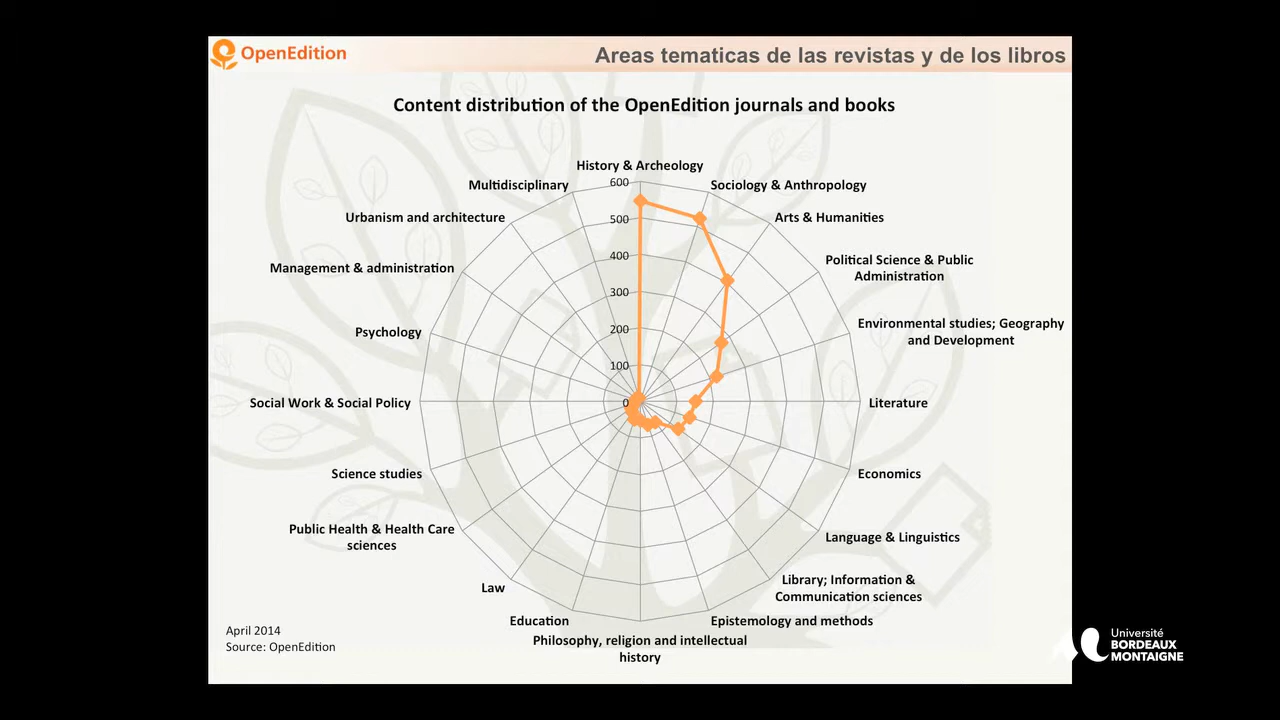 OpenEdition
Areas tematicas de las revistas y de los libros
Content distribution of the OpenEdition journals and books
History & Archeology
600
Multidisciplinary
Sociology & Anthropology
Urbanism and architecture
500
Arts & Humanities
400
Management & administration
Political Science & Public
Administration
300
Psychology
200
Environmental studies; Geography
and Development
100
Social Work & Social Policy
0
Literature
Science studies
Economics
Public Health & Health Care
sciences
Language & Linguistics
Law
Library; Information &
Communication sciences
Education
Epistemology and methods
Philosophy, religion and intellectual
history
April 2014
Source: OpenEdition
Université
BORDEAUX
MONTAIGNE